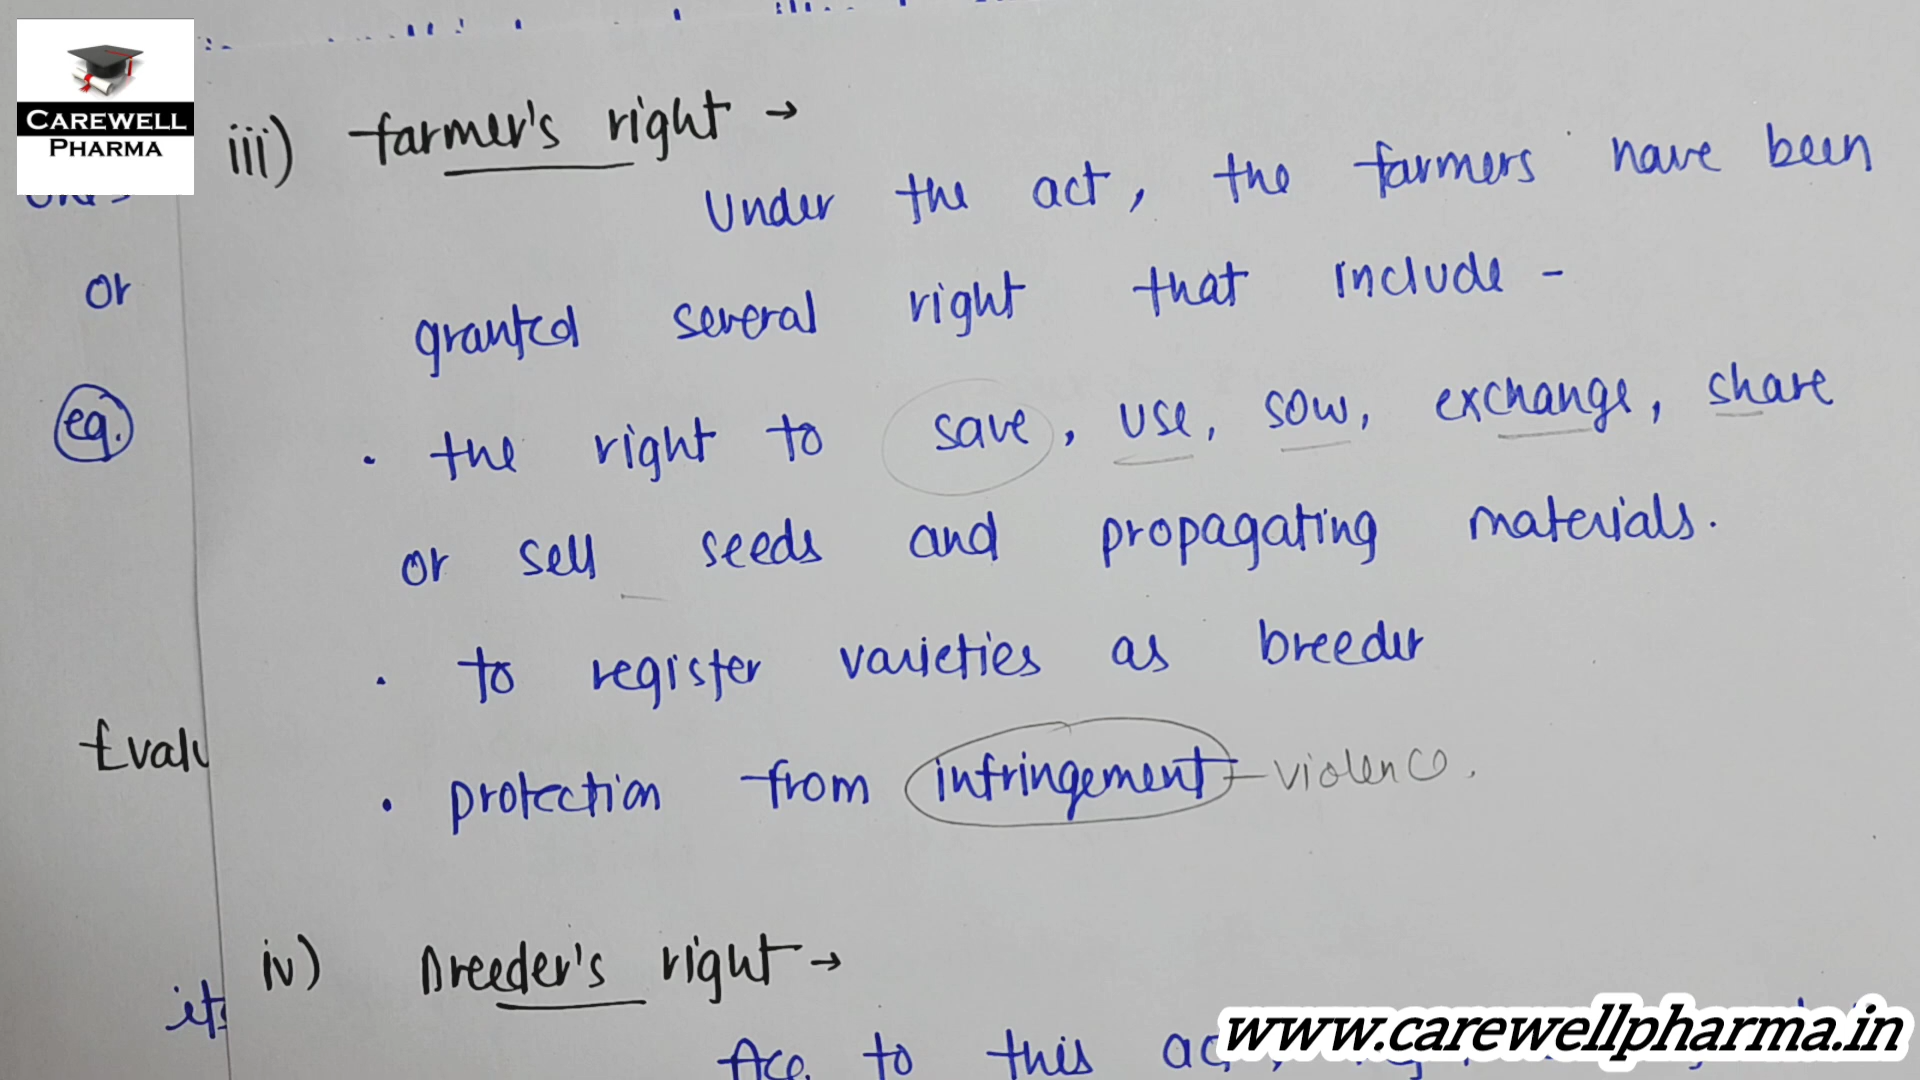 CAREWELL
PHARMA
iii) farmer's right →
Under the act, the farmers have been
or
granted several right that include -
eg.
• the right to save, use, sow, exchange, share
or sell seeds and propagating materials.
• to register varieties as breeder
Evalu
• protection from infringement - violence.
iv) Breeder's right →
its
Acc. to this act,
www.carewellpharma.in